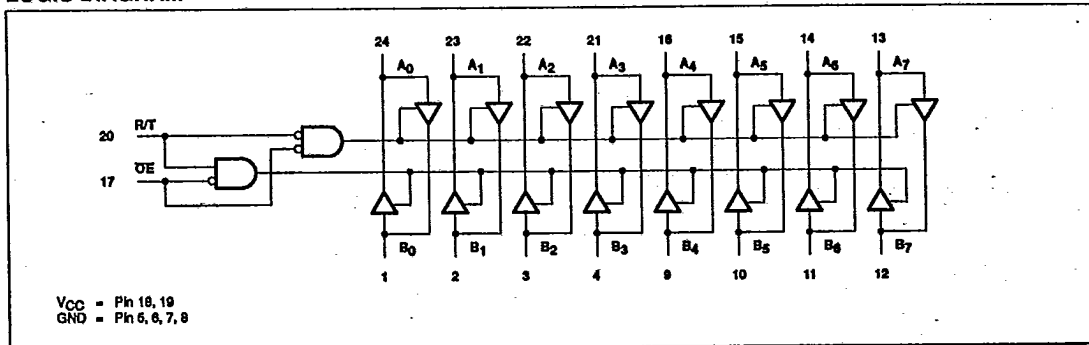 24 23 22 21 16 15 14 13
A0 A1 A2 A3 A4 A5 A6 A7
20 R/T
17 OE
B0 B1 B2 B3 B4 B5 B6 B7
1 2 3 4 9 10 11 12
VCC = Pin 18, 19
GND = Pin 5, 6, 7, 8